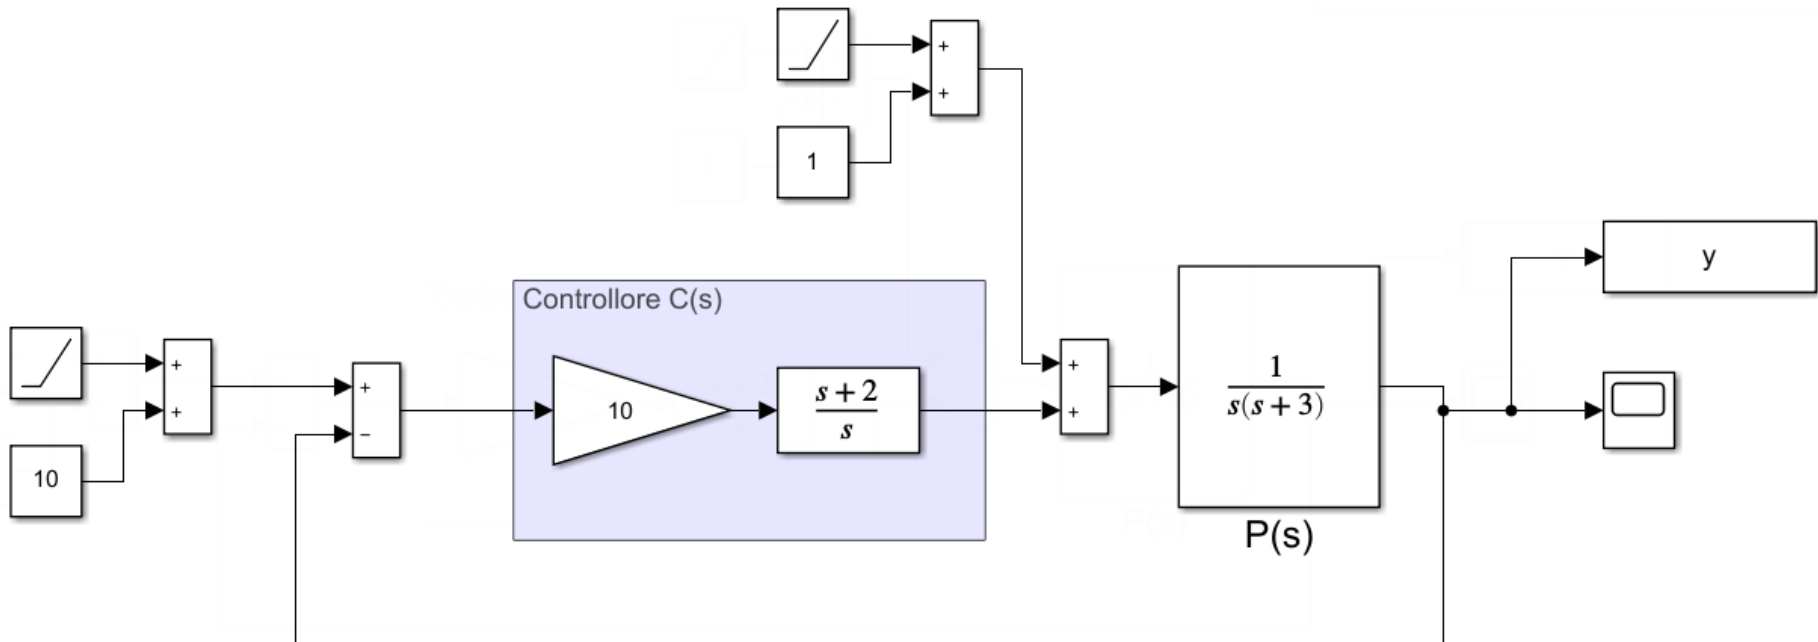 +
+
1
y
Controllore C(s)
+
+
10
+
−
10
s + 2
s
+
+
1
s(s + 3)
P(s)